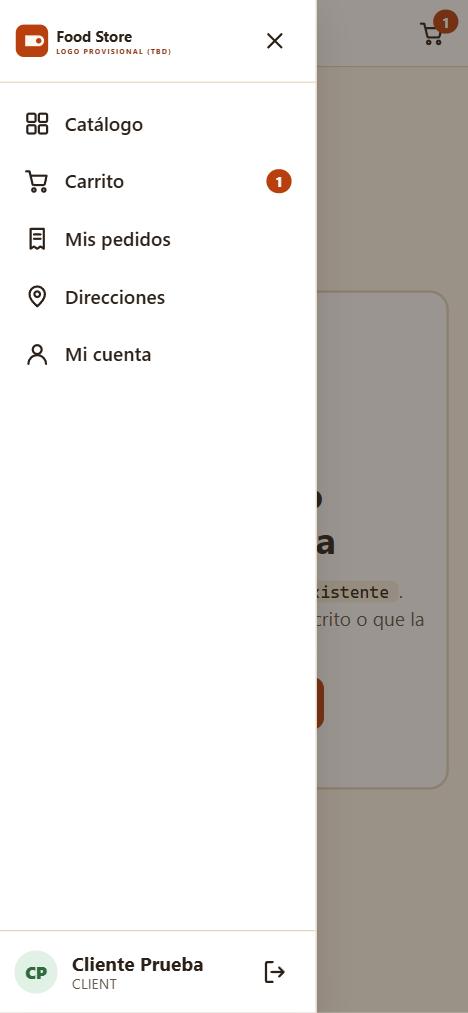 Food Store
LOGO PROVISIONAL (TBD)
1
Catálogo
Carrito
1
Mis pedidos
Direcciones
Mi cuenta
a
.
crito o que la
Cliente Prueba
CP
CLIENT